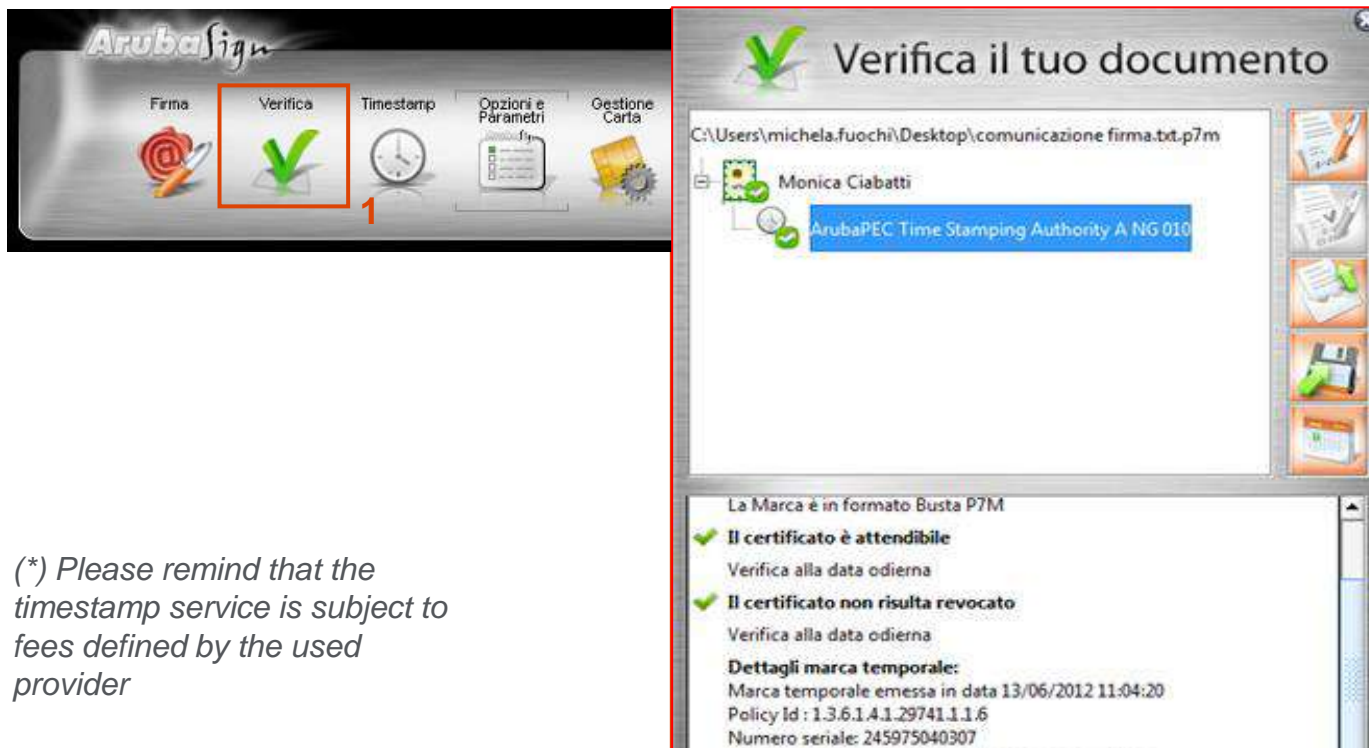 ArubaSign
Firma
Verifica
Timestamp
Opzioni e
Parametri
Gestione
Carta
1
(*) Please remind that the
timestamp service is subject to
fees defined by the used
provider
Verifica il tuo documento
C:\Users\michela.fuochi\Desktop\comunicazione firma.txt.p7m
Monica Ciabatti
ArubaPEC Time Stamping Authority A NG 010
La Marca è in formato Busta P7M
Il certificato è attendibile
Verifica alla data odierna
Il certificato non risulta revocato
Verifica alla data odierna
Dettagli marca temporale:
Marca temporale emessa in data 13/06/2012 11:04:20
Policy Id : 1.3.6.1.4.1.29741.1.1.6
Numero seriale: 245975040307